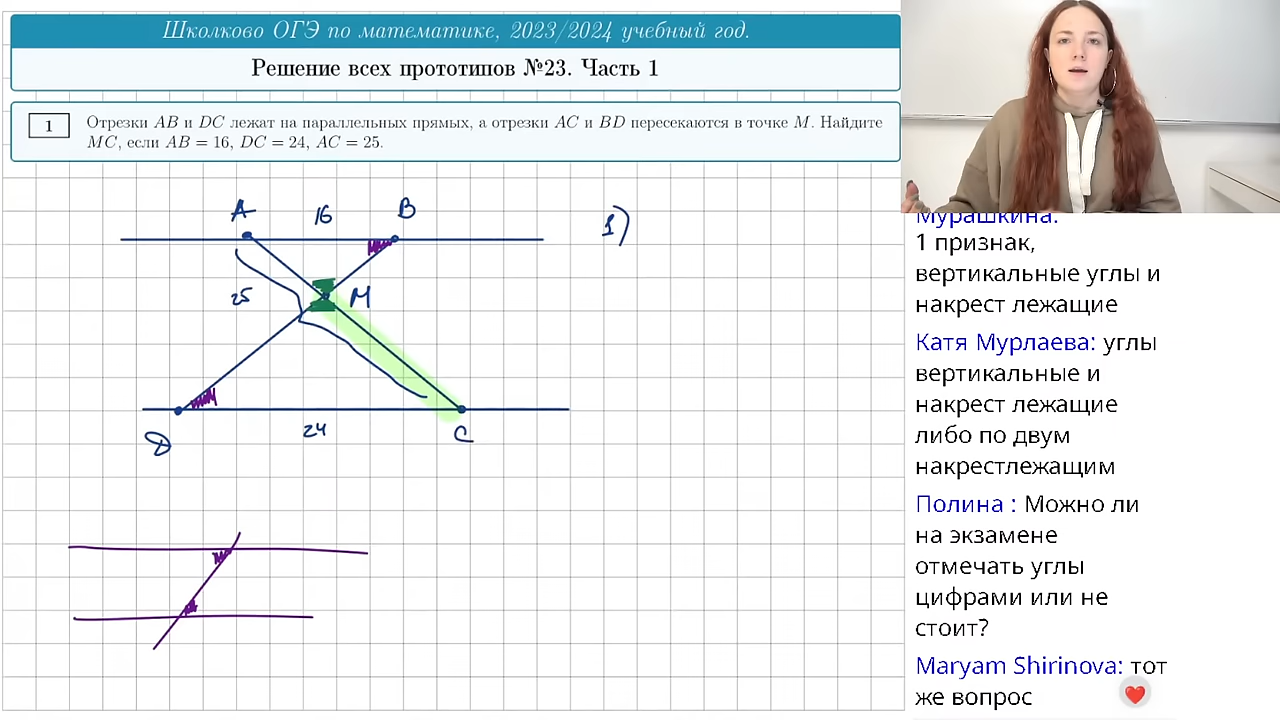 Школково ОГЭ по математике, 2023/2024 учебный год.
Решение всех прототипов №23. Часть 1
1
Отрезки AB и DC лежат на параллельных прямых, а отрезки AC и BD пересекаются в точке M. Найдите
MC, если AB = 16, DC = 24, AC = 25.
A 16 B
1)
25 M
D 24 C
Мурашкина:
1 признак,
вертикальные углы и
накрест лежащие
Катя Мурлаева: углы
вертикальные и
накрест лежащие
либо по двум
накрестлежащим
Полина : Можно ли
на экзамене
отмечать углы
цифрами или не
стоит?
Maryam Shirinova: тот
же вопрос